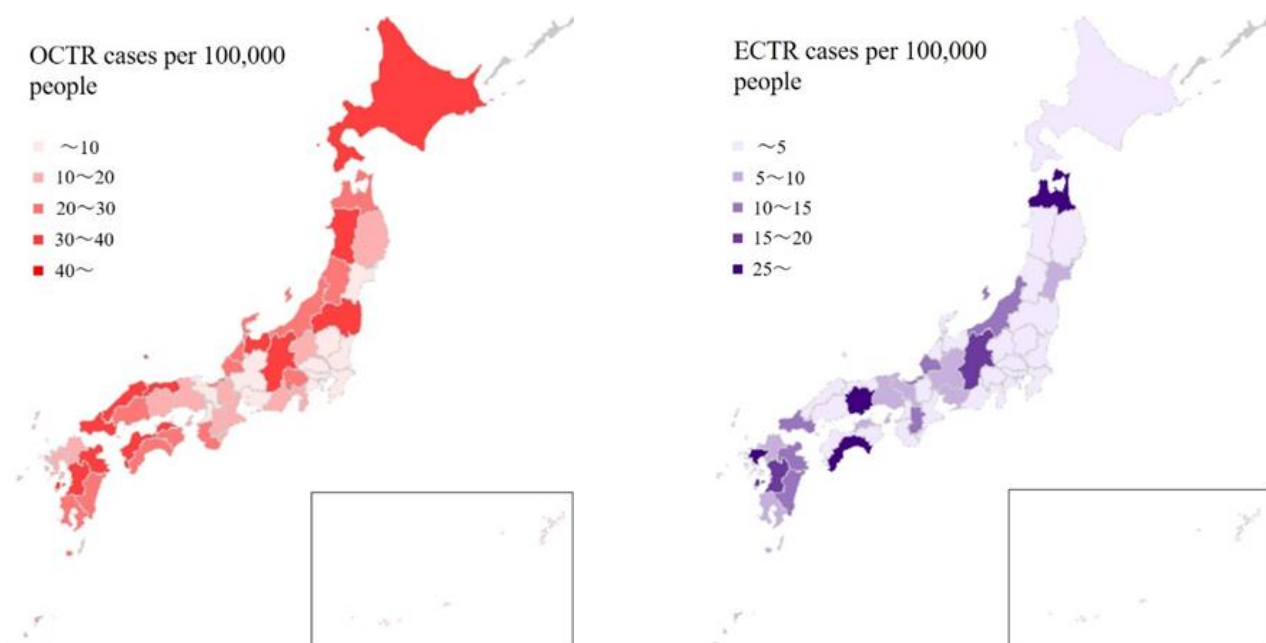 OCTR cases per 100,000
people
～10
10～20
20～30
30～40
40～
ECTR cases per 100,000
people
～5
5～10
10～15
15～20
25～